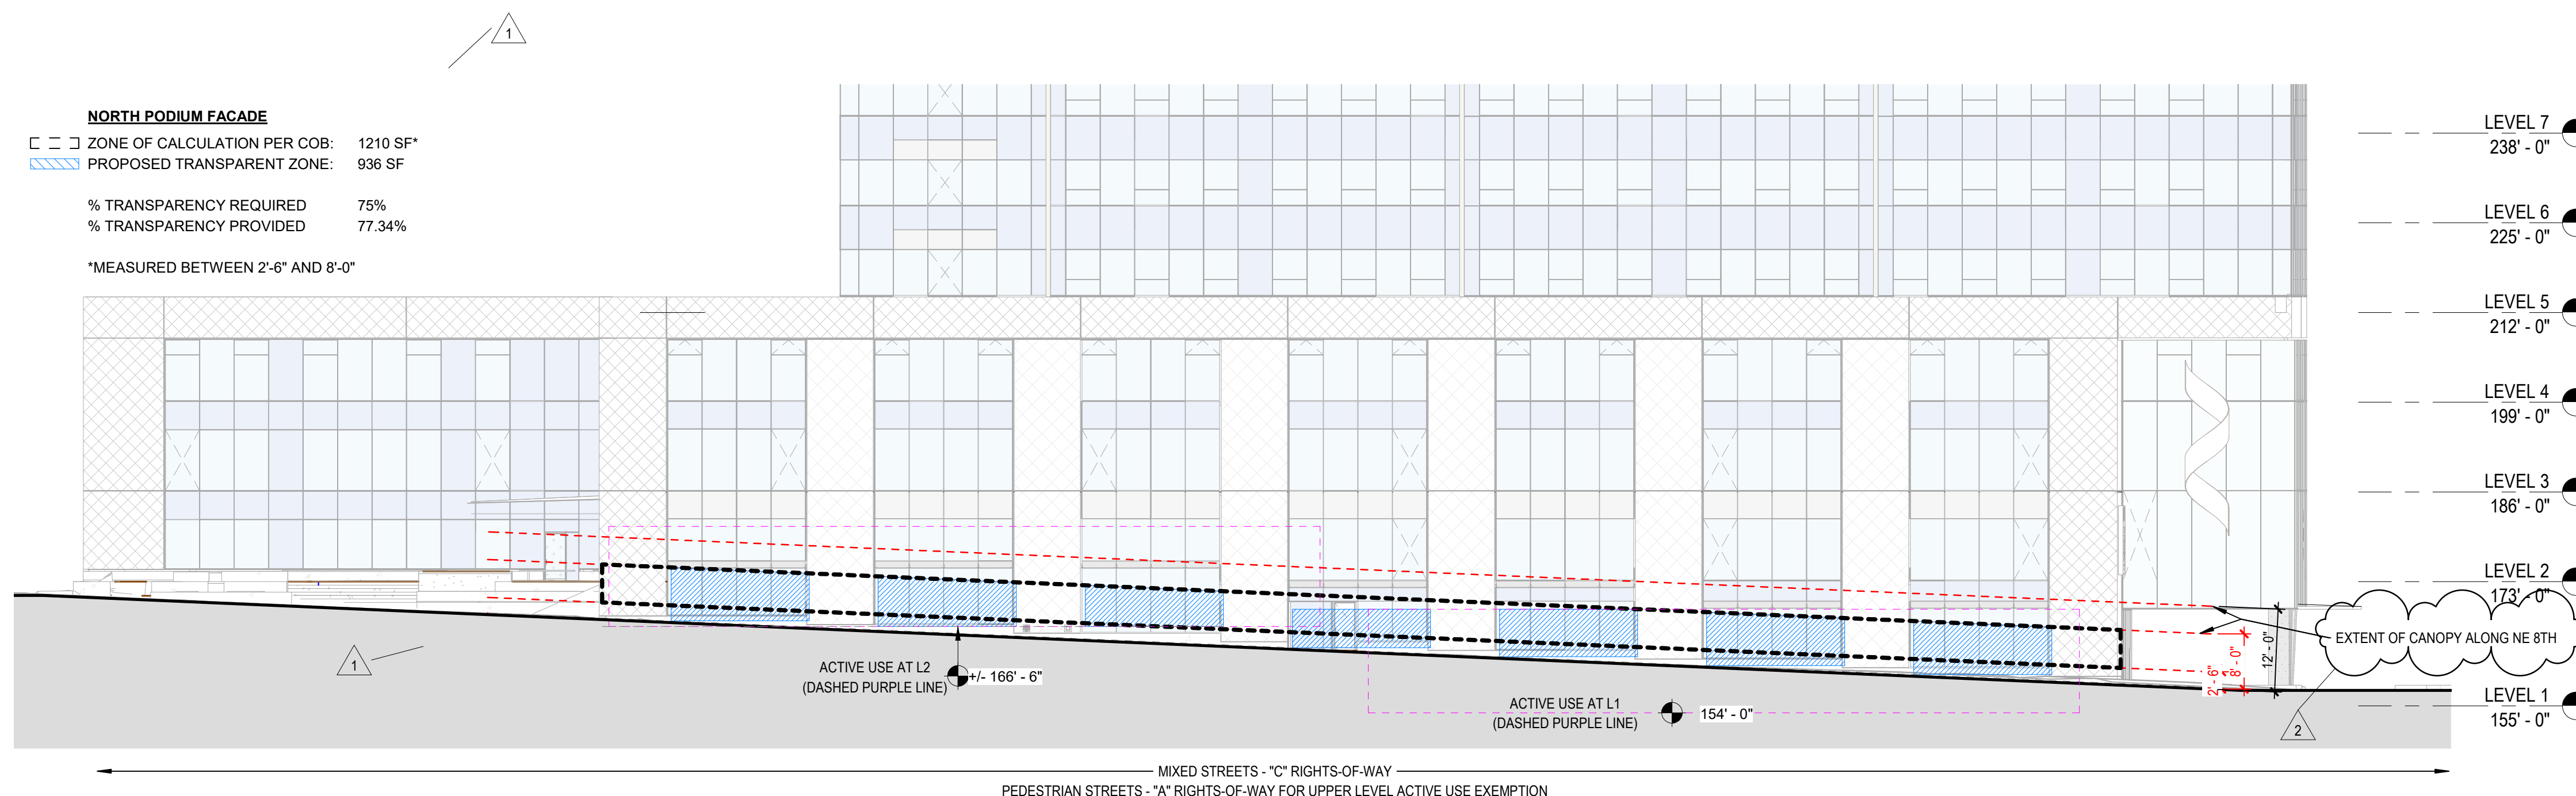 1
NORTH PODIUM FACADE
ZONE OF CALCULATION PER COB: 1210 SF*
PROPOSED TRANSPARENT ZONE: 936 SF
% TRANSPARENCY REQUIRED 75%
% TRANSPARENCY PROVIDED 77.34%
*MEASURED BETWEEN 2'-6" AND 8'-0"
LEVEL 7
238' - 0"
LEVEL 6
225' - 0"
LEVEL 5
212' - 0"
LEVEL 4
199' - 0"
LEVEL 3
186' - 0"
LEVEL 2
173' - 0"
EXTENT OF CANOPY ALONG NE 8TH
12' - 0"
8' - 0"
2' - 6"
1
ACTIVE USE AT L2
(DASHED PURPLE LINE)
+/- 166' - 6"
ACTIVE USE AT L1
(DASHED PURPLE LINE)
154' - 0"
LEVEL 1
155' - 0"
2
MIXED STREETS - "C" RIGHTS-OF-WAY
PEDESTRIAN STREETS - "A" RIGHTS-OF-WAY FOR UPPER LEVEL ACTIVE USE EXEMPTION